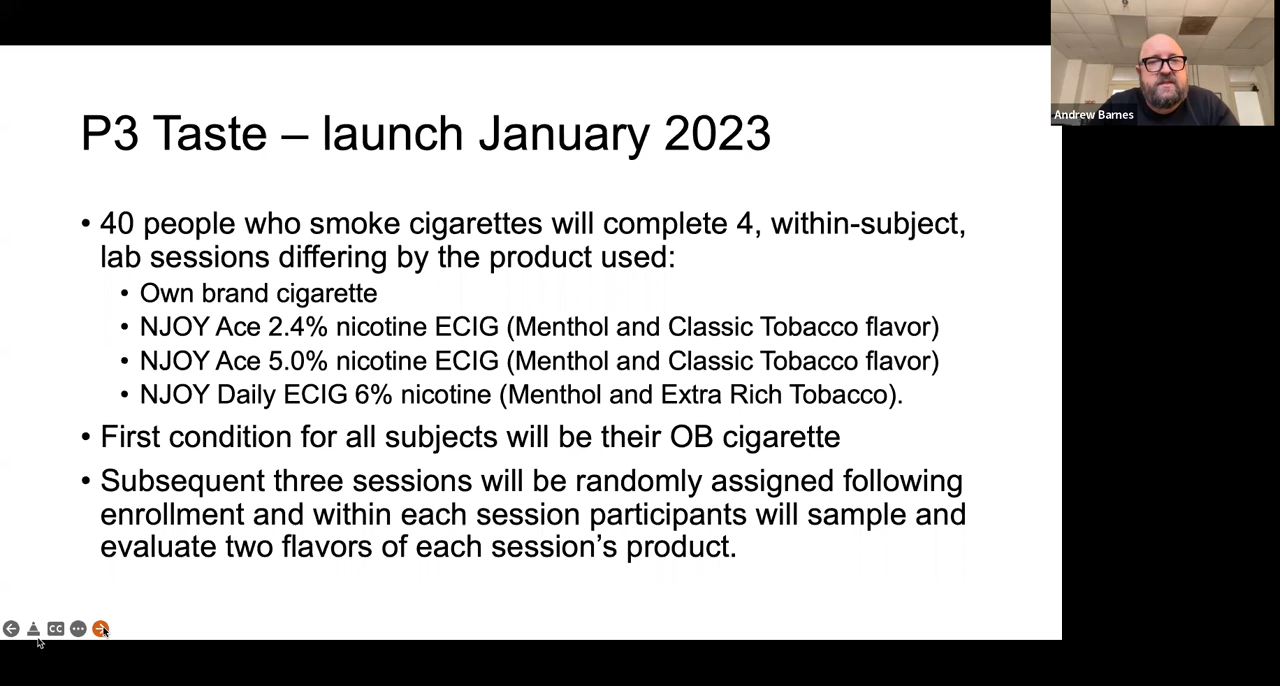 P3 Taste – launch January 2023
• 40 people who smoke cigarettes will complete 4, within-subject,
lab sessions differing by the product used:
• Own brand cigarette
• NJOY Ace 2.4% nicotine ECIG (Menthol and Classic Tobacco flavor)
• NJOY Ace 5.0% nicotine ECIG (Menthol and Classic Tobacco flavor)
• NJOY Daily ECIG 6% nicotine (Menthol and Extra Rich Tobacco).
• First condition for all subjects will be their OB cigarette
• Subsequent three sessions will be randomly assigned following
enrollment and within each session participants will sample and
evaluate two flavors of each session’s product.
Andrew Barnes
CC